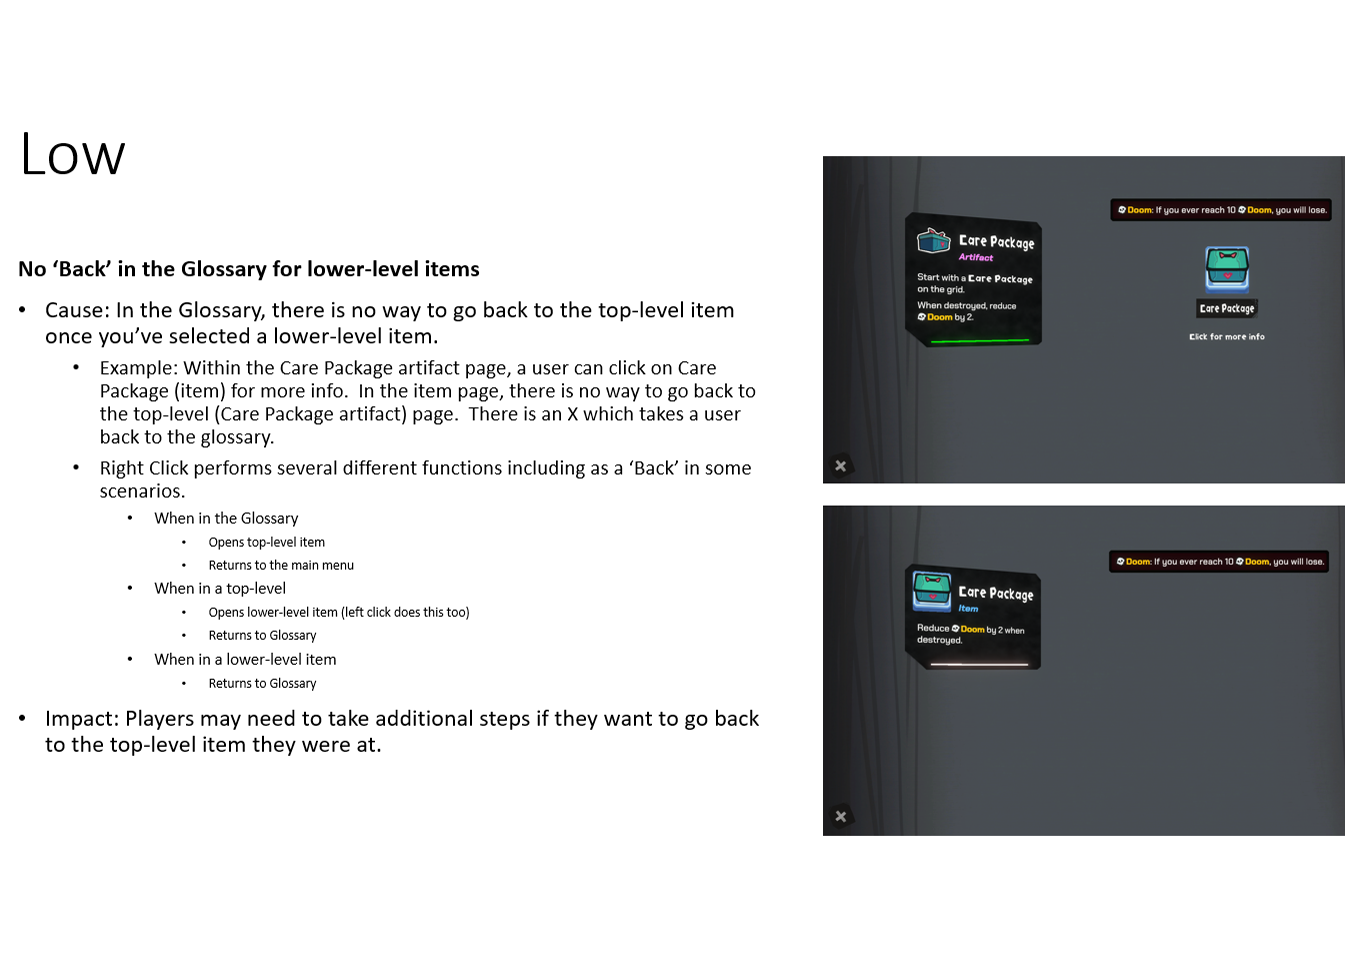 Low
No ‘Back’ in the Glossary for lower-level items
• Cause: In the Glossary, there is no way to go back to the top-level item
once you’ve selected a lower-level item.
• Example: Within the Care Package artifact page, a user can click on Care
Package (item) for more info.  In the item page, there is no way to go back to
the top-level (Care Package artifact) page.  There is an X which takes a user
back to the glossary.
• Right Click performs several different functions including as a ‘Back’ in some
scenarios.
• When in the Glossary
• Opens top-level item
• Returns to the main menu
• When in a top-level
• Opens lower-level item (left click does this too)
• Returns to Glossary
• When in a lower-level item
• Returns to Glossary
• Impact: Players may need to take additional steps if they want to go back
to the top-level item they were at.
Doom: If you ever reach 10 Doom, you will lose.
Care Package
Artifact
Start with a Care Package
on the grid.
When destroyed, reduce
Doom by 2.
Care Package
Click for more info
Doom: If you ever reach 10 Doom, you will lose.
Care Package
Item
Reduce Doom by 2 when
destroyed.